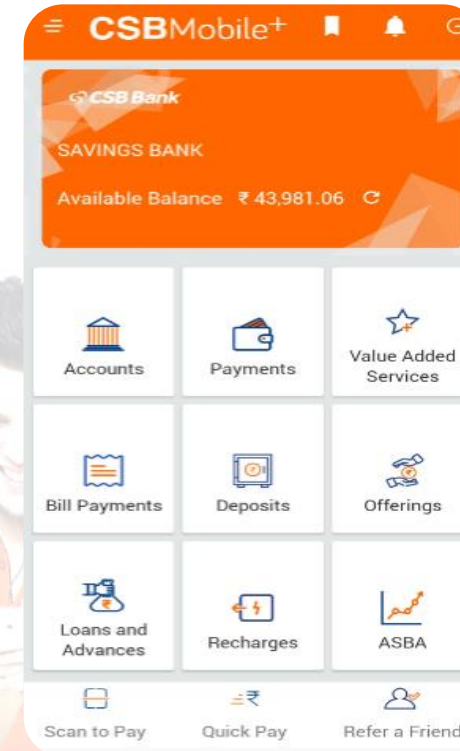 CSBMobile+
CSB Bank
SAVINGS BANK
Available Balance ₹ 43,981.06
Accounts
Payments
Value Added
Services
Bill Payments
Deposits
Offerings
Loans and
Advances
Recharges
ASBA
Scan to Pay
Quick Pay
Refer a Friend